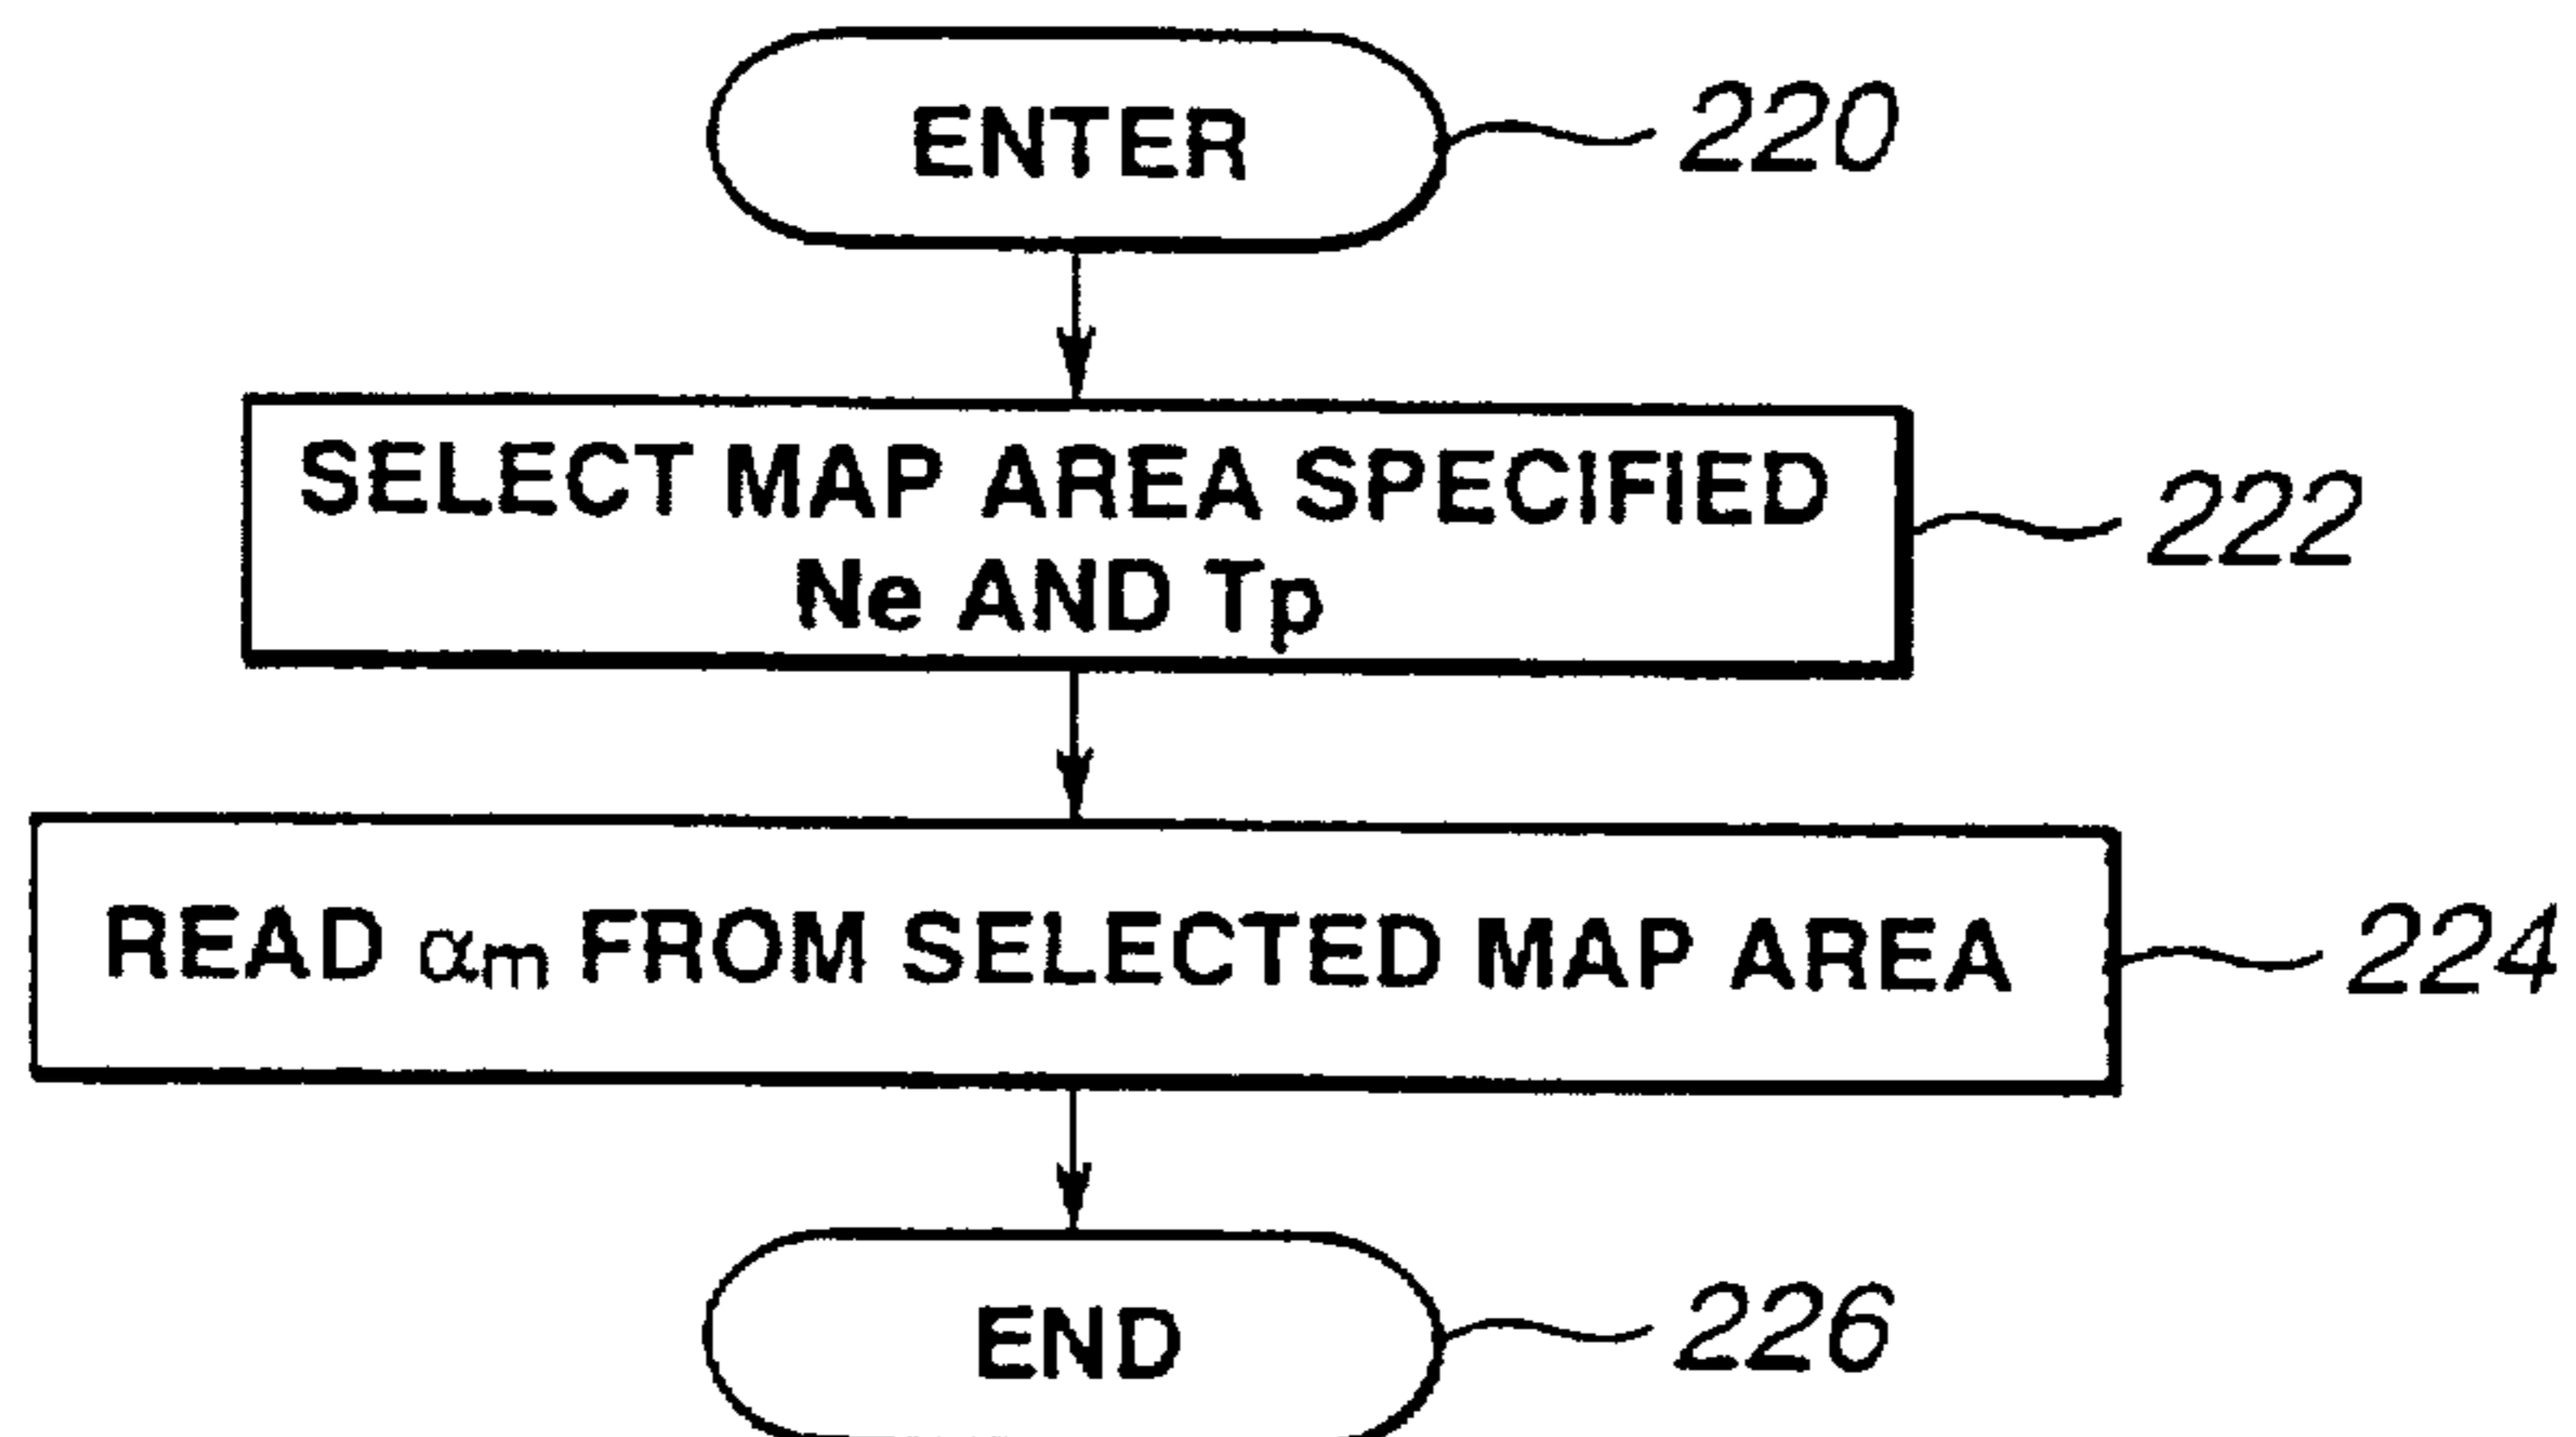 ENTER
220
SELECT MAP AREA SPECIFIED
Ne AND Tp
222
READ αm FROM SELECTED MAP AREA
224
END
226